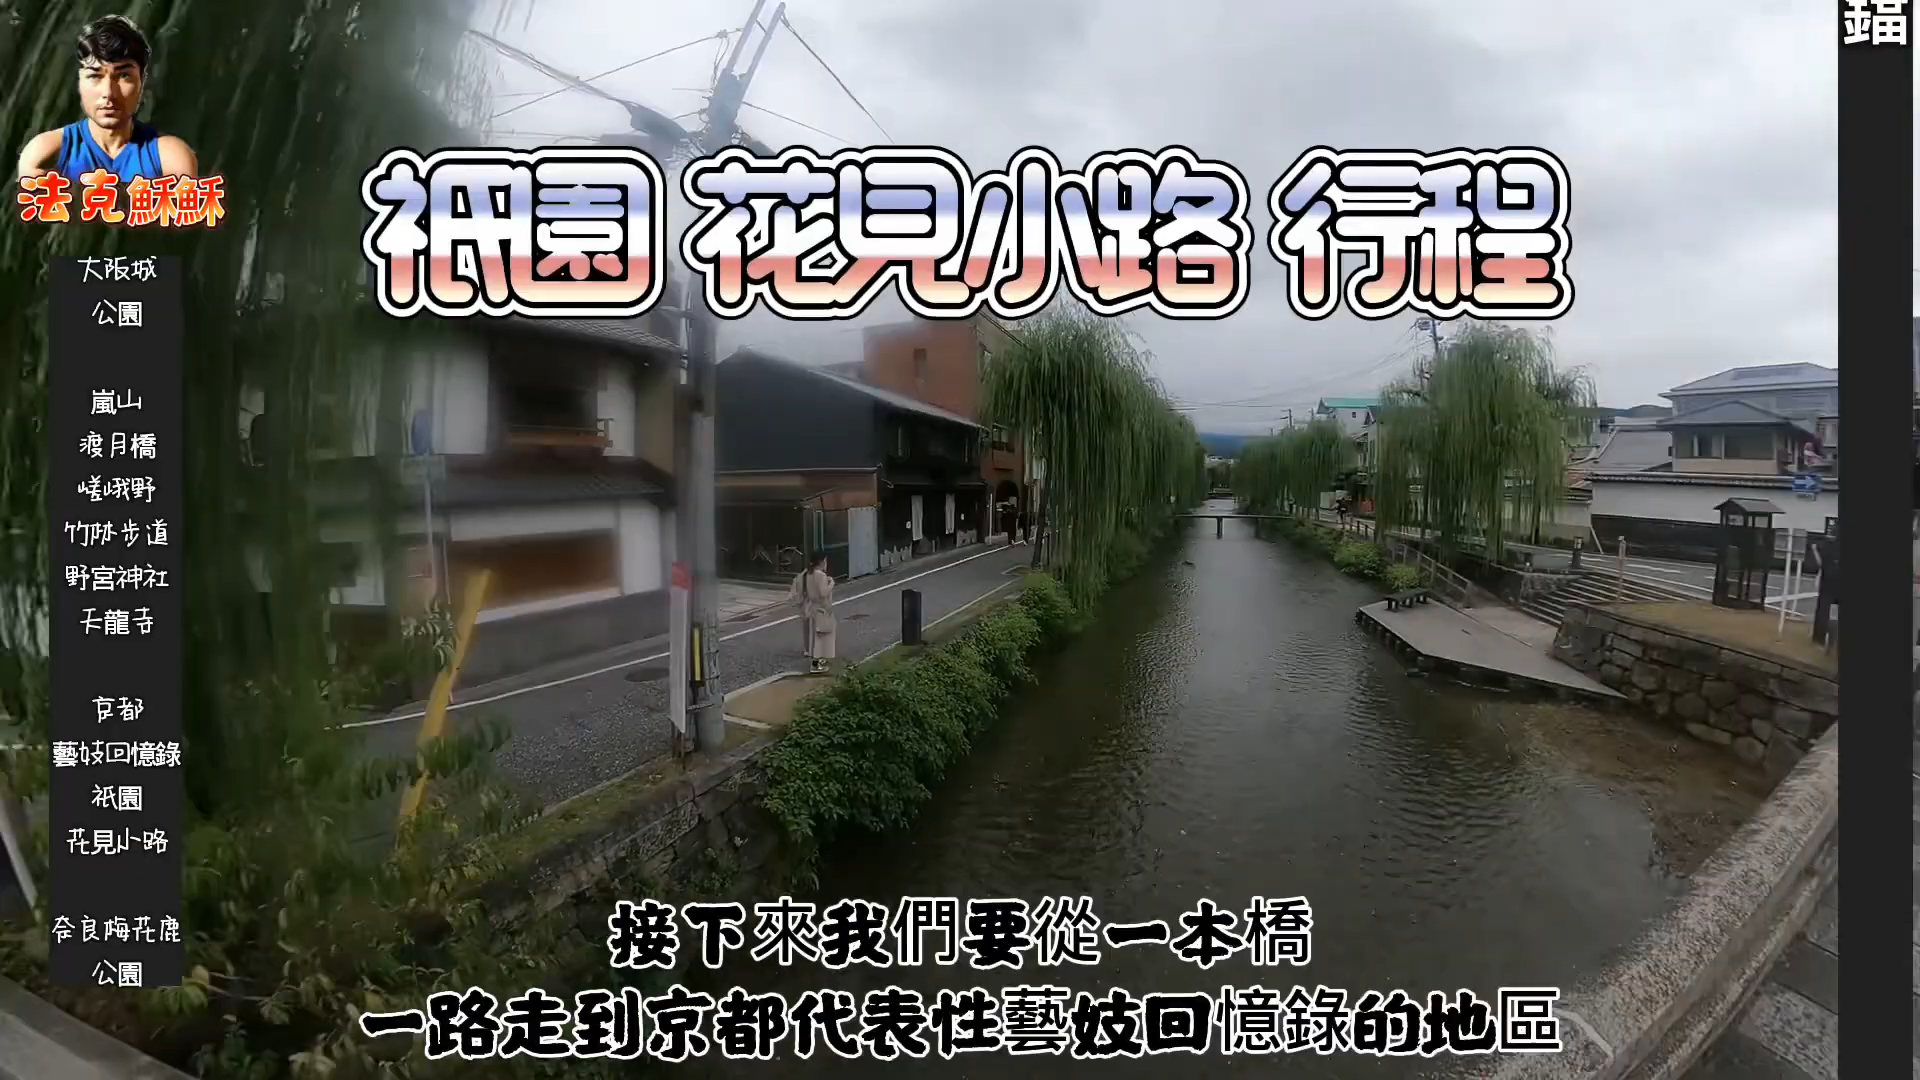 法克穌穌
祇園 花見小路 行程
鐳
大阪城
公園
嵐山
渡月橋
嵯峨野
竹林步道
野宮神社
天龍寺
京都
藝妓回憶錄
祇園
花見小路
奈良梅花鹿
公園
接下來我們要從一本橋
一路走到京都代表性藝妓回憶錄的地區